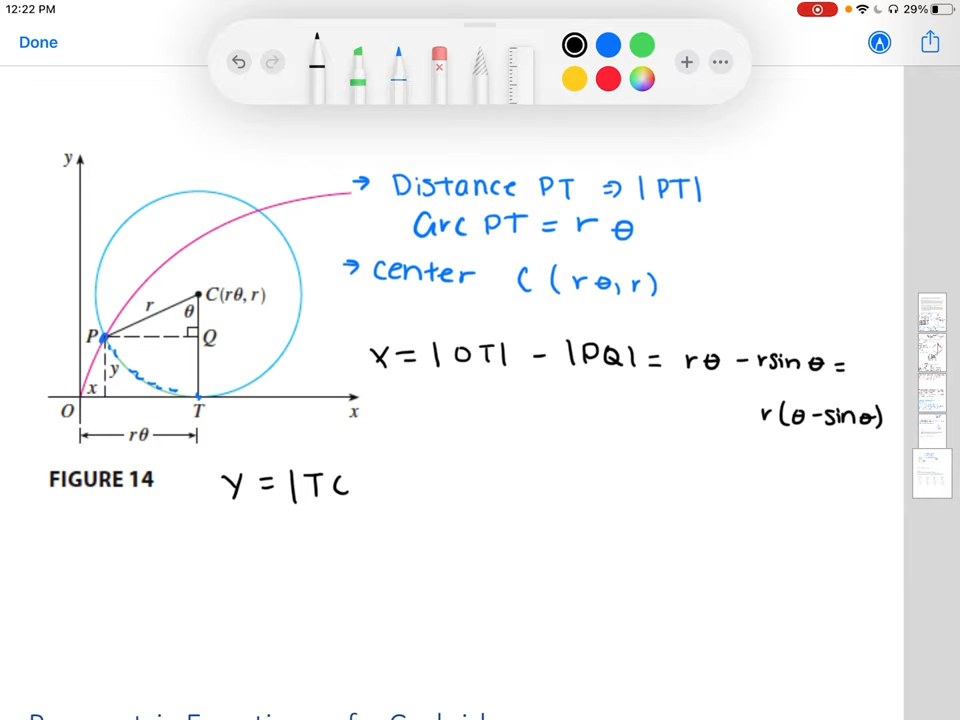 12:22 PM
29%
Done
y
→ Distance PT ⇒ |PT|
arc PT = r θ
→ center C (rθ, r)
C(rθ, r)
r
θ
P
Q
x = |OT| - |PQ| = rθ - rsinθ =
r(θ-sinθ)
y
x
O
T
x
rθ
FIGURE 14
y = |TC